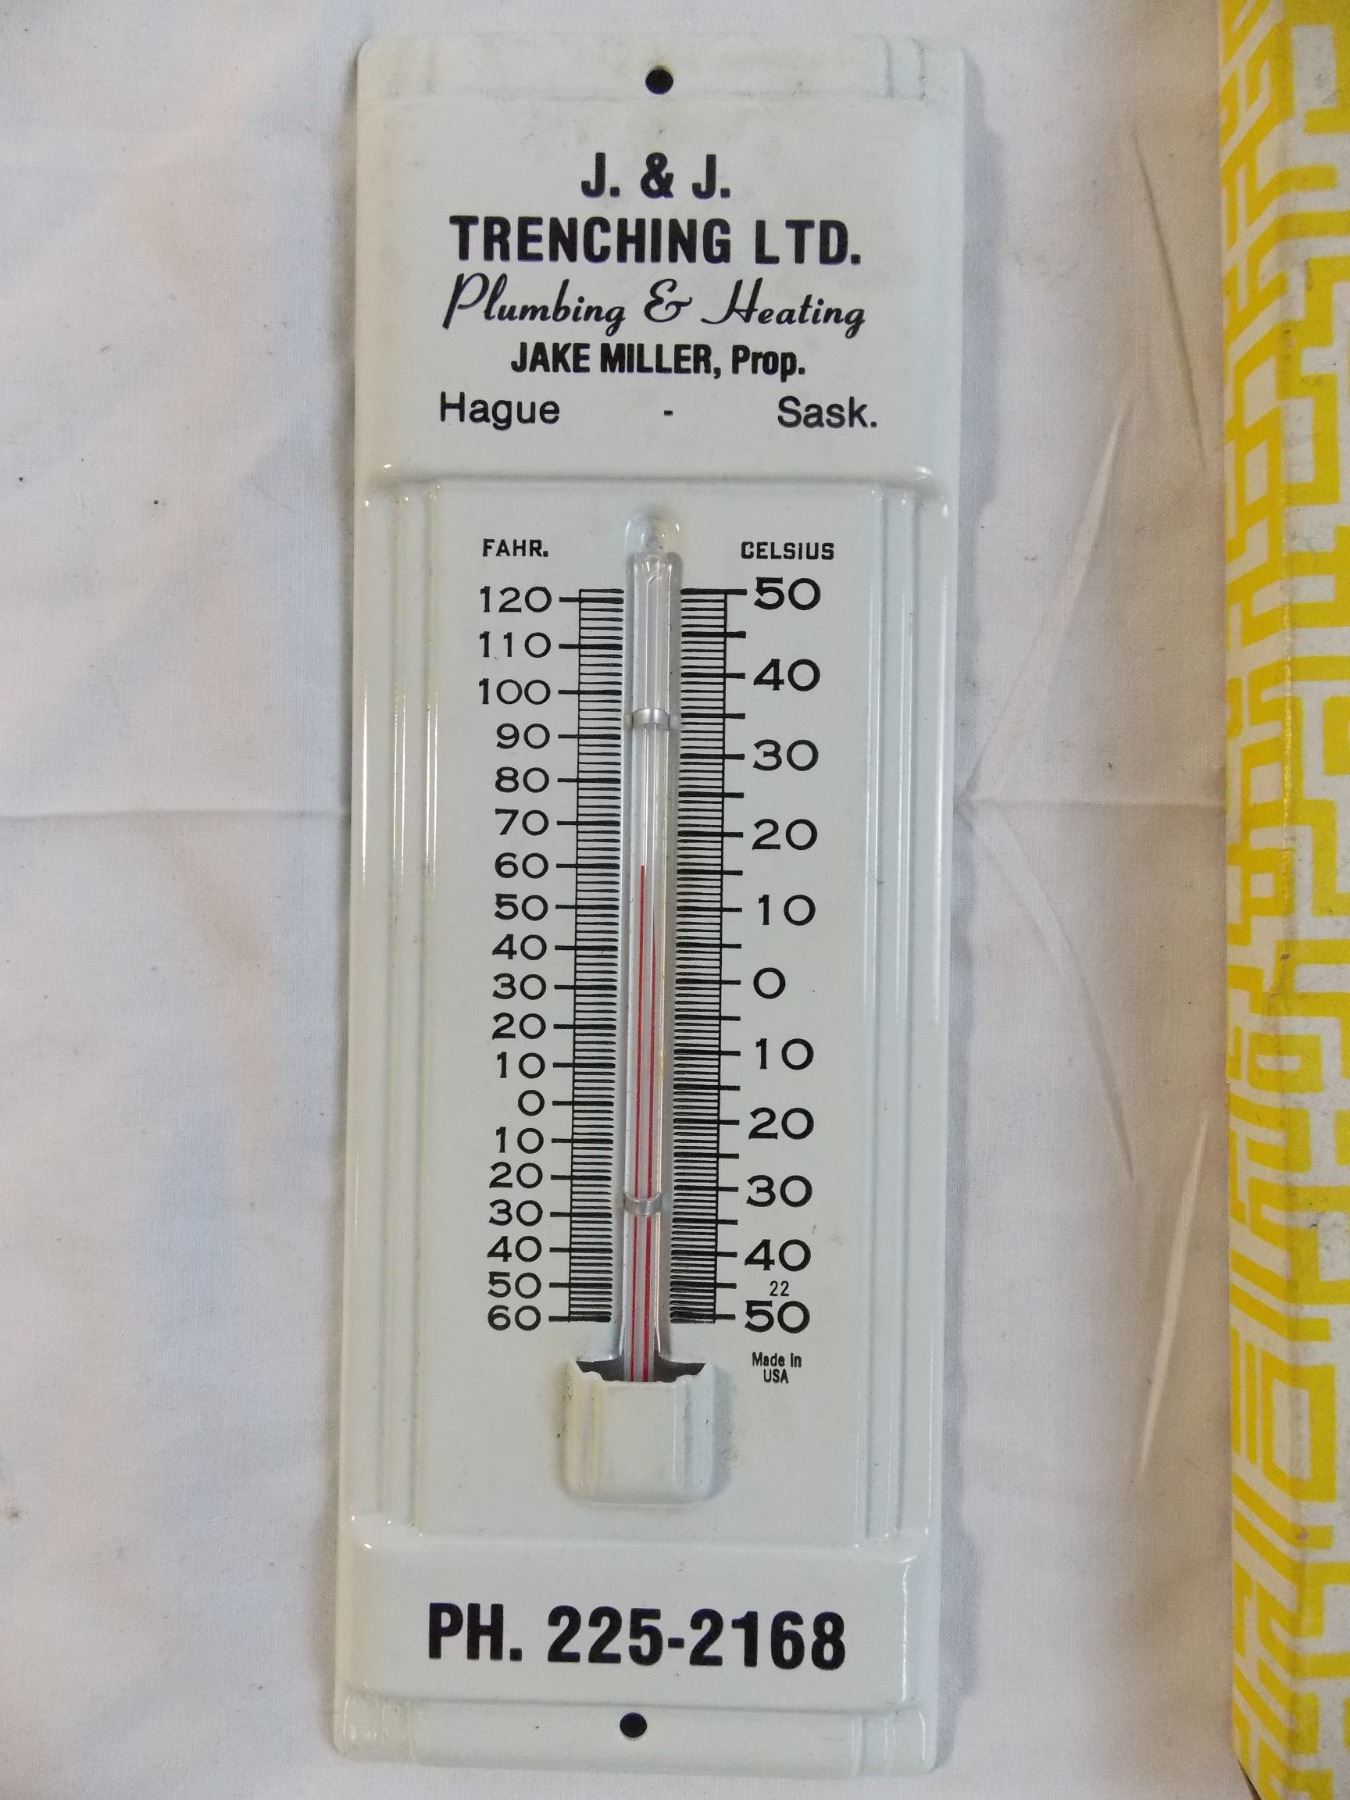 J. & J.
TRENCHING LTD.
Plumbing & Heating
JAKE MILLER, Prop.
Hague - Sask.
FAHR. CELSIUS
120 50
110
100 40
90
80 30
70 20
60
50 10
40
30 0
20
10 10
0
10 20
20
30 30
40 40
50 22
60 50
Made in
USA
PH. 225-2168